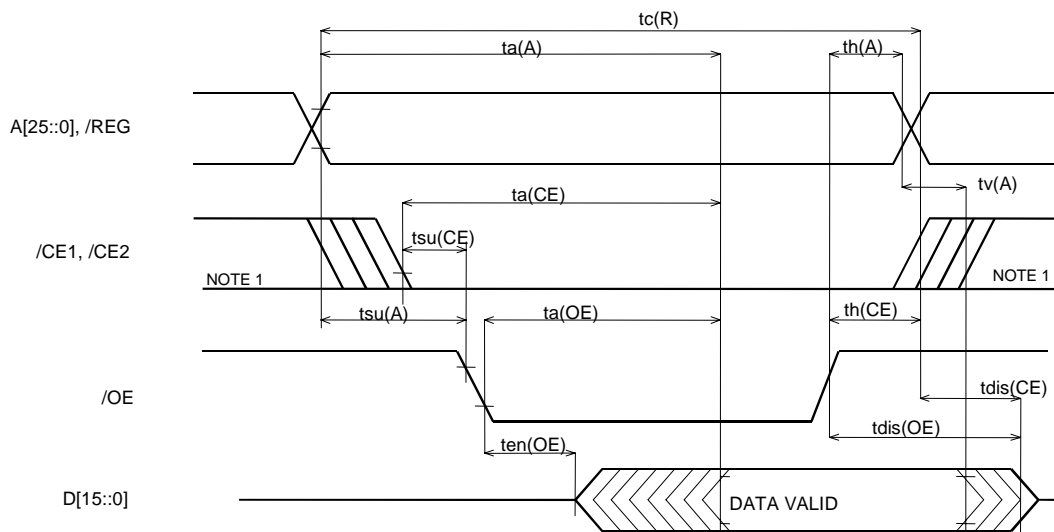 tc(R)
ta(A)
th(A)
A[25::0], /REG
tv(A)
ta(CE)
tsu(CE)
/CE1, /CE2
NOTE 1
NOTE 1
tsu(A)
ta(OE)
th(CE)
/OE
tdis(CE)
tdis(OE)
ten(OE)
D[15::0]
DATA VALID